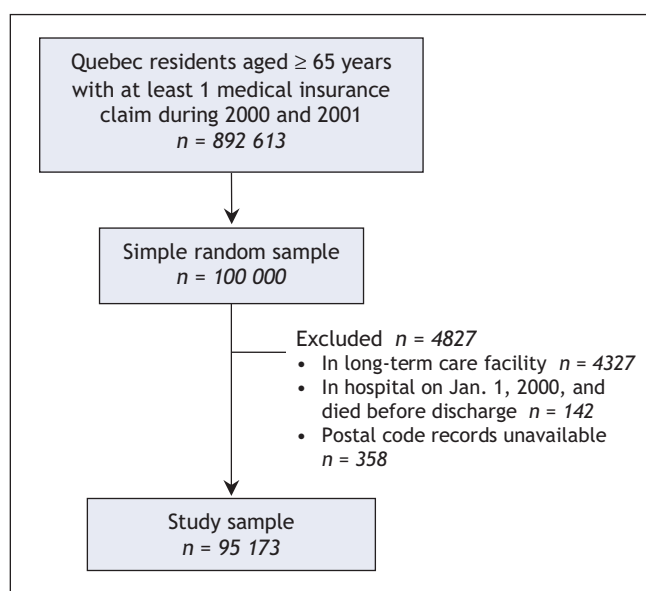 Quebec residents aged ≥ 65 years
with at least 1 medical insurance
claim during 2000 and 2001
n = 892 613
Simple random sample
n = 100 000
Excluded n = 4827
• In long-term care facility n = 4327
• In hospital on Jan. 1, 2000, and
died before discharge n = 142
• Postal code records unavailable
n = 358
Study sample
n = 95 173